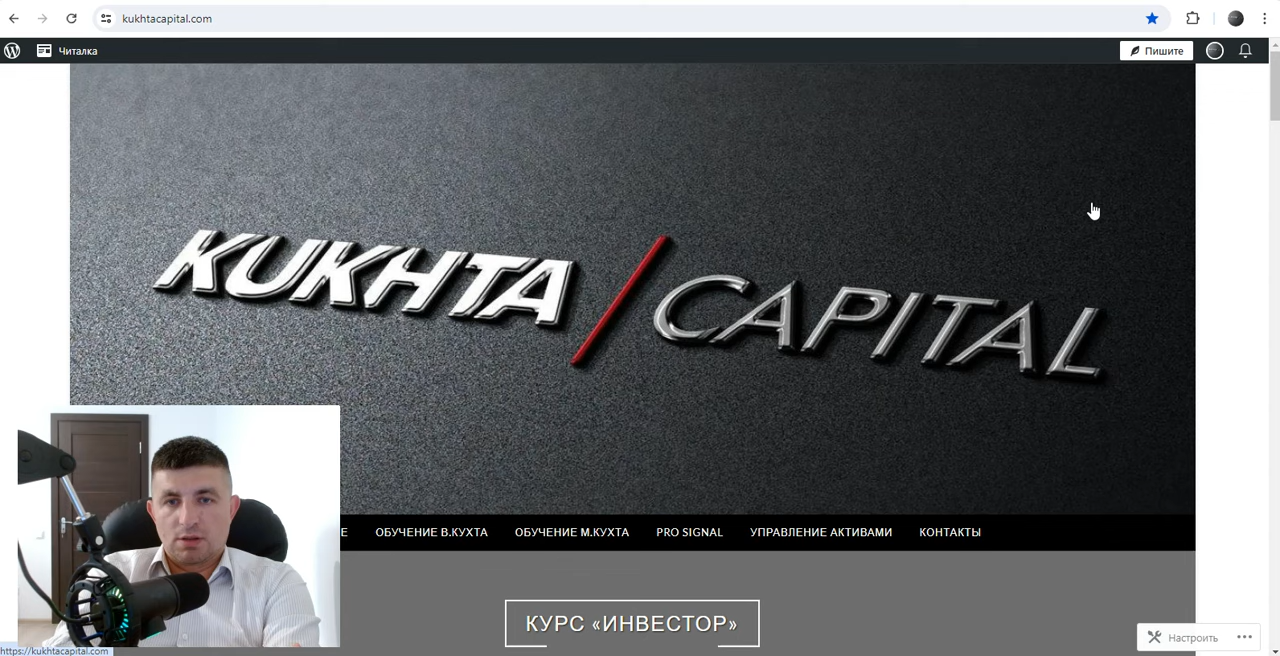 kukhtacapital.com
Читалка
Пишите
KUKHTA / CAPITAL
Е ОБУЧЕНИЕ В.КУХТА ОБУЧЕНИЕ М.КУХТА PRO SIGNAL УПРАВЛЕНИЕ АКТИВАМИ КОНТАКТЫ
КУРС «ИНВЕСТОР»
Настроить
https://kukhtacapital.com